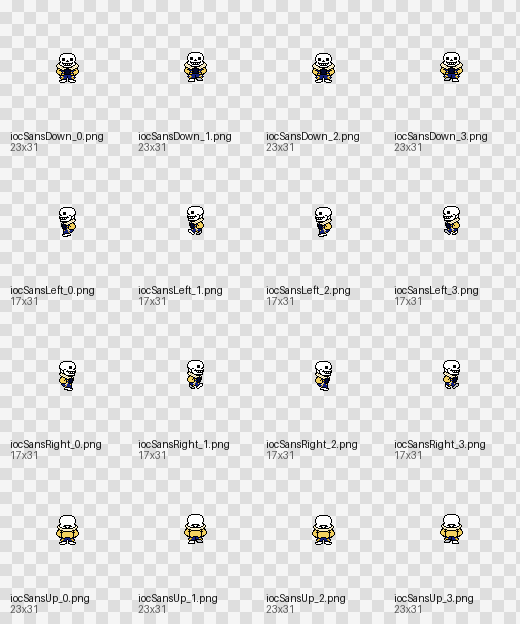 iocSansDown_0.png iocSansDown_1.png iocSansDown_2.png iocSansDown_3.png
23x31 23x31 23x31 23x31
iocSansLeft_0.png iocSansLeft_1.png iocSansLeft_2.png iocSansLeft_3.png
17x31 17x31 17x31 17x31
iocSansRight_0.png iocSansRight_1.png iocSansRight_2.png iocSansRight_3.png
17x31 17x31 17x31 17x31
iocSansUp_0.png iocSansUp_1.png iocSansUp_2.png iocSansUp_3.png
23x31 23x31 23x31 23x31